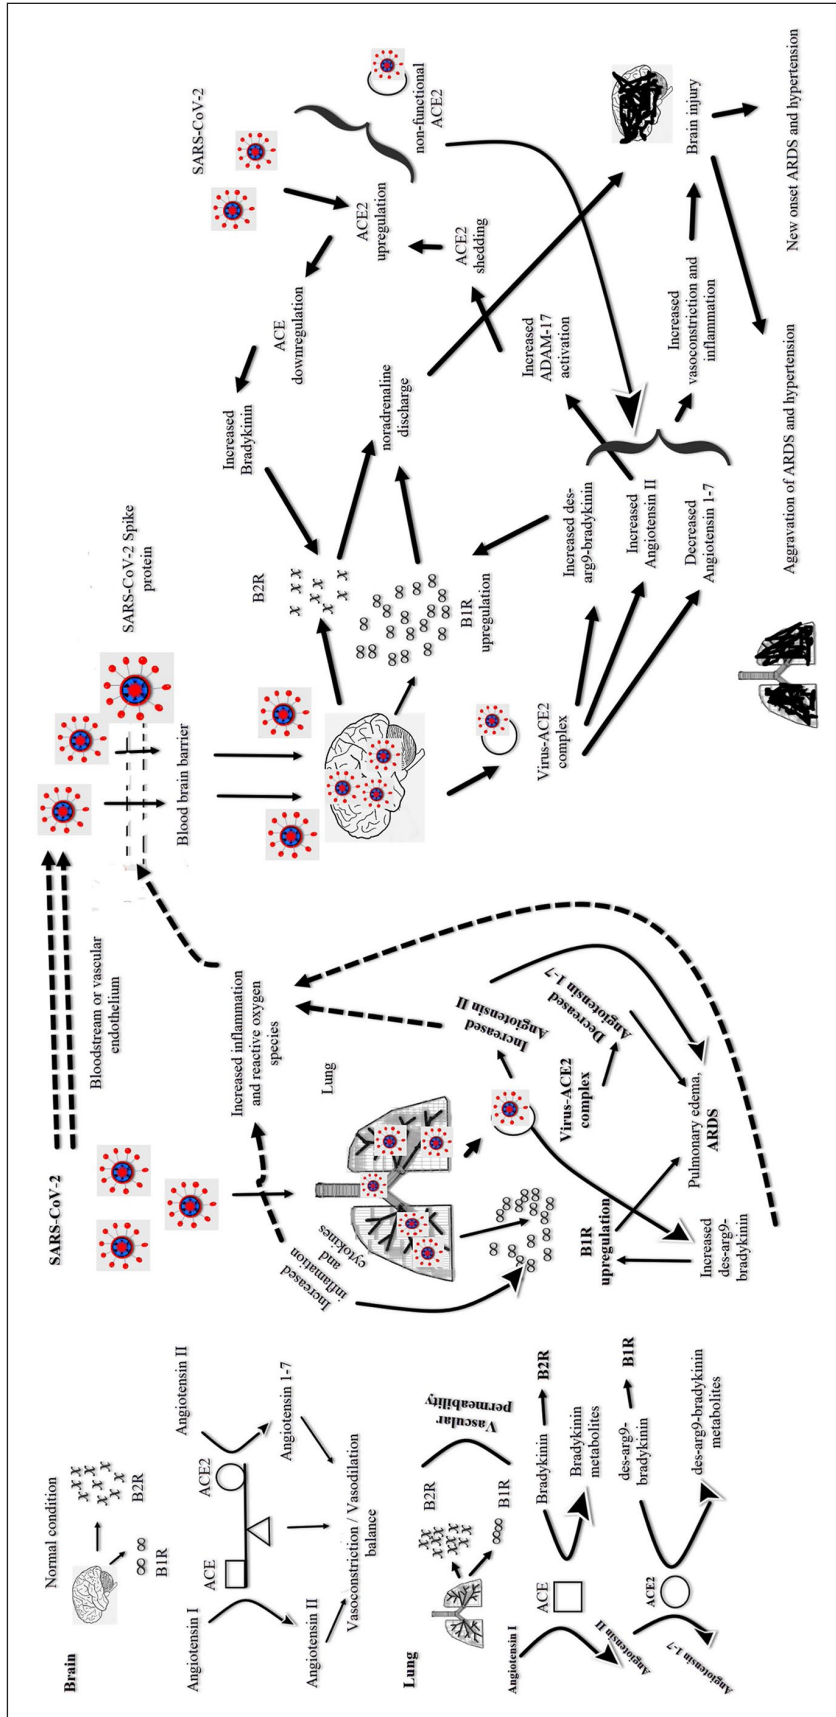 Brain
Normal condition
B1R
B2R
Angiotensin I
ACE
ACE2
Angiotensin II
Angiotensin II
Angiotensin 1-7
Vasoconstriction / Vasodilation
balance
Lung
B2R
B1R
Vascular
permeability
Angiotensin I
ACE
Bradykinin
B2R
Bradykinin
metabolites
Angiotensin II
ACE2
des-arg9-
bradykinin
B1R
Angiotensin 1-7
des-arg9-bradykinin
metabolites
SARS-CoV-2
Bloodstream or vascular
endothelium
Increased inflammation
and reactive oxygen
species
Lung
Increased
inflamation
and
cytokines
Increased
Angiotensin II
Virus-ACE2
complex
Decreased
Angiotensin 1-7
B1R
upregulation
Pulmonary edema,
ARDS
Increased
des-arg9-
bradykinin
SARS-CoV-2 Spike
protein
Blood brain barrier
B2R
B1R
upregulation
Virus-ACE2
complex
Increased
Bradykinin
ACE
downregulation
ACE2
upregulation
SARS-CoV-2
non-functional
ACE2
noradrenaline
discharge
ACE2
shedding
Increased
ADAM-17
activation
Increased des-
arg9-bradykinin
Increased
Angiotensin II
Decreased
Angiotensin 1-7
Increased
vasoconstriction and
inflammation
Brain injury
Aggravation of ARDS and hypertension
New onset ARDS and hypertension